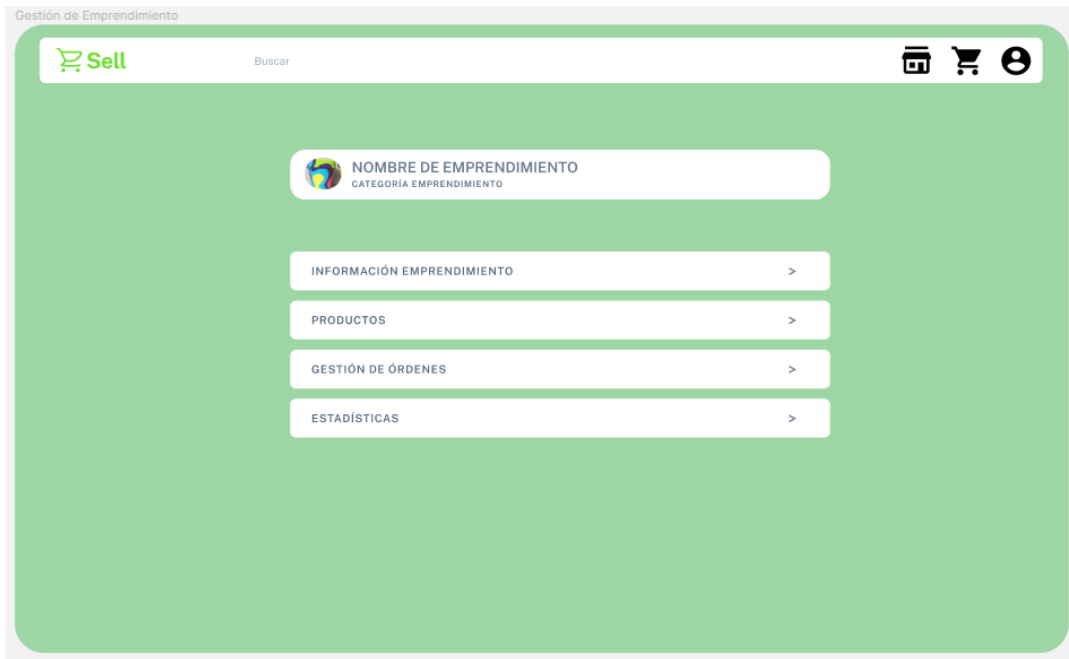 Gestión de Emprendimiento
Sell
Buscar
NOMBRE DE EMPRENDIMIENTO
CATEGORÍA EMPRENDIMIENTO
INFORMACIÓN EMPRENDIMIENTO >
PRODUCTOS >
GESTIÓN DE ÓRDENES >
ESTADÍSTICAS >